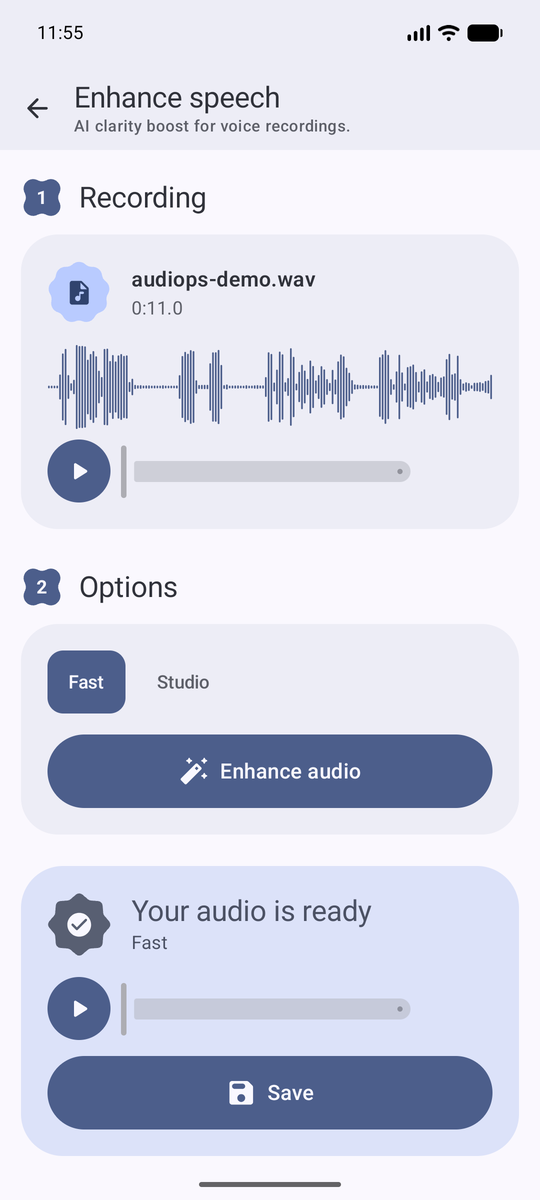 11:55
Enhance speech
AI clarity boost for voice recordings.
1 Recording
audiops-demo.wav
0:11.0
2 Options
Fast Studio
Enhance audio
Your audio is ready
Fast
Save